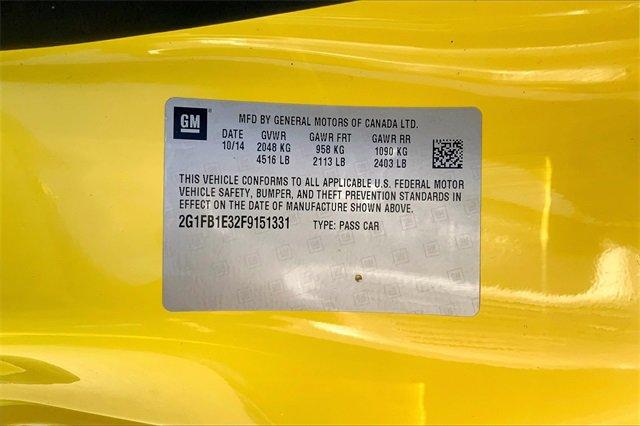 GM MFD BY GENERAL MOTORS OF CANADA LTD.
DATE GVWR GAWR FRT GAWR RR
10/14 2048 KG 958 KG 1090 KG
4516 LB 2113 LB 2403 LB
THIS VEHICLE CONFORMS TO ALL APPLICABLE U.S. FEDERAL MOTOR
VEHICLE SAFETY, BUMPER, AND THEFT PREVENTION STANDARDS IN
EFFECT ON THE DATE OF MANUFACTURE SHOWN ABOVE.
2G1FB1E32F9151331 TYPE: PASS CAR